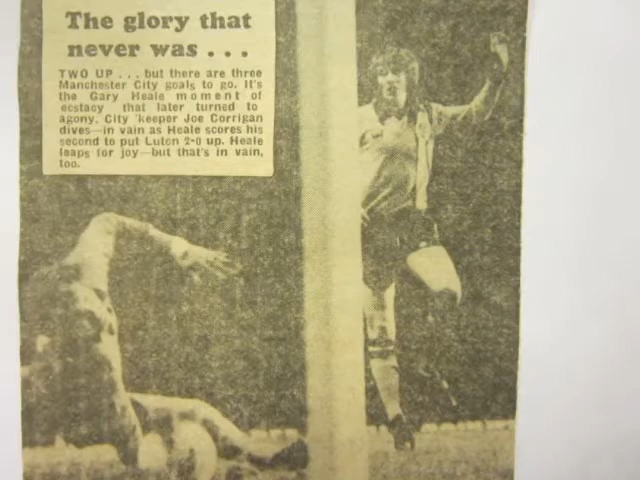 The glory that
never was . . .
TWO UP . . . but there are three
Manchester City goals to go. It's
the Gary Heale moment of
ecstacy that later turned to
agony. City 'keeper Joe Corrigan
dives—in vain as Heale scores his
second to put Luton 2-0 up. Heale
leaps for joy—but that's in vain,
too.